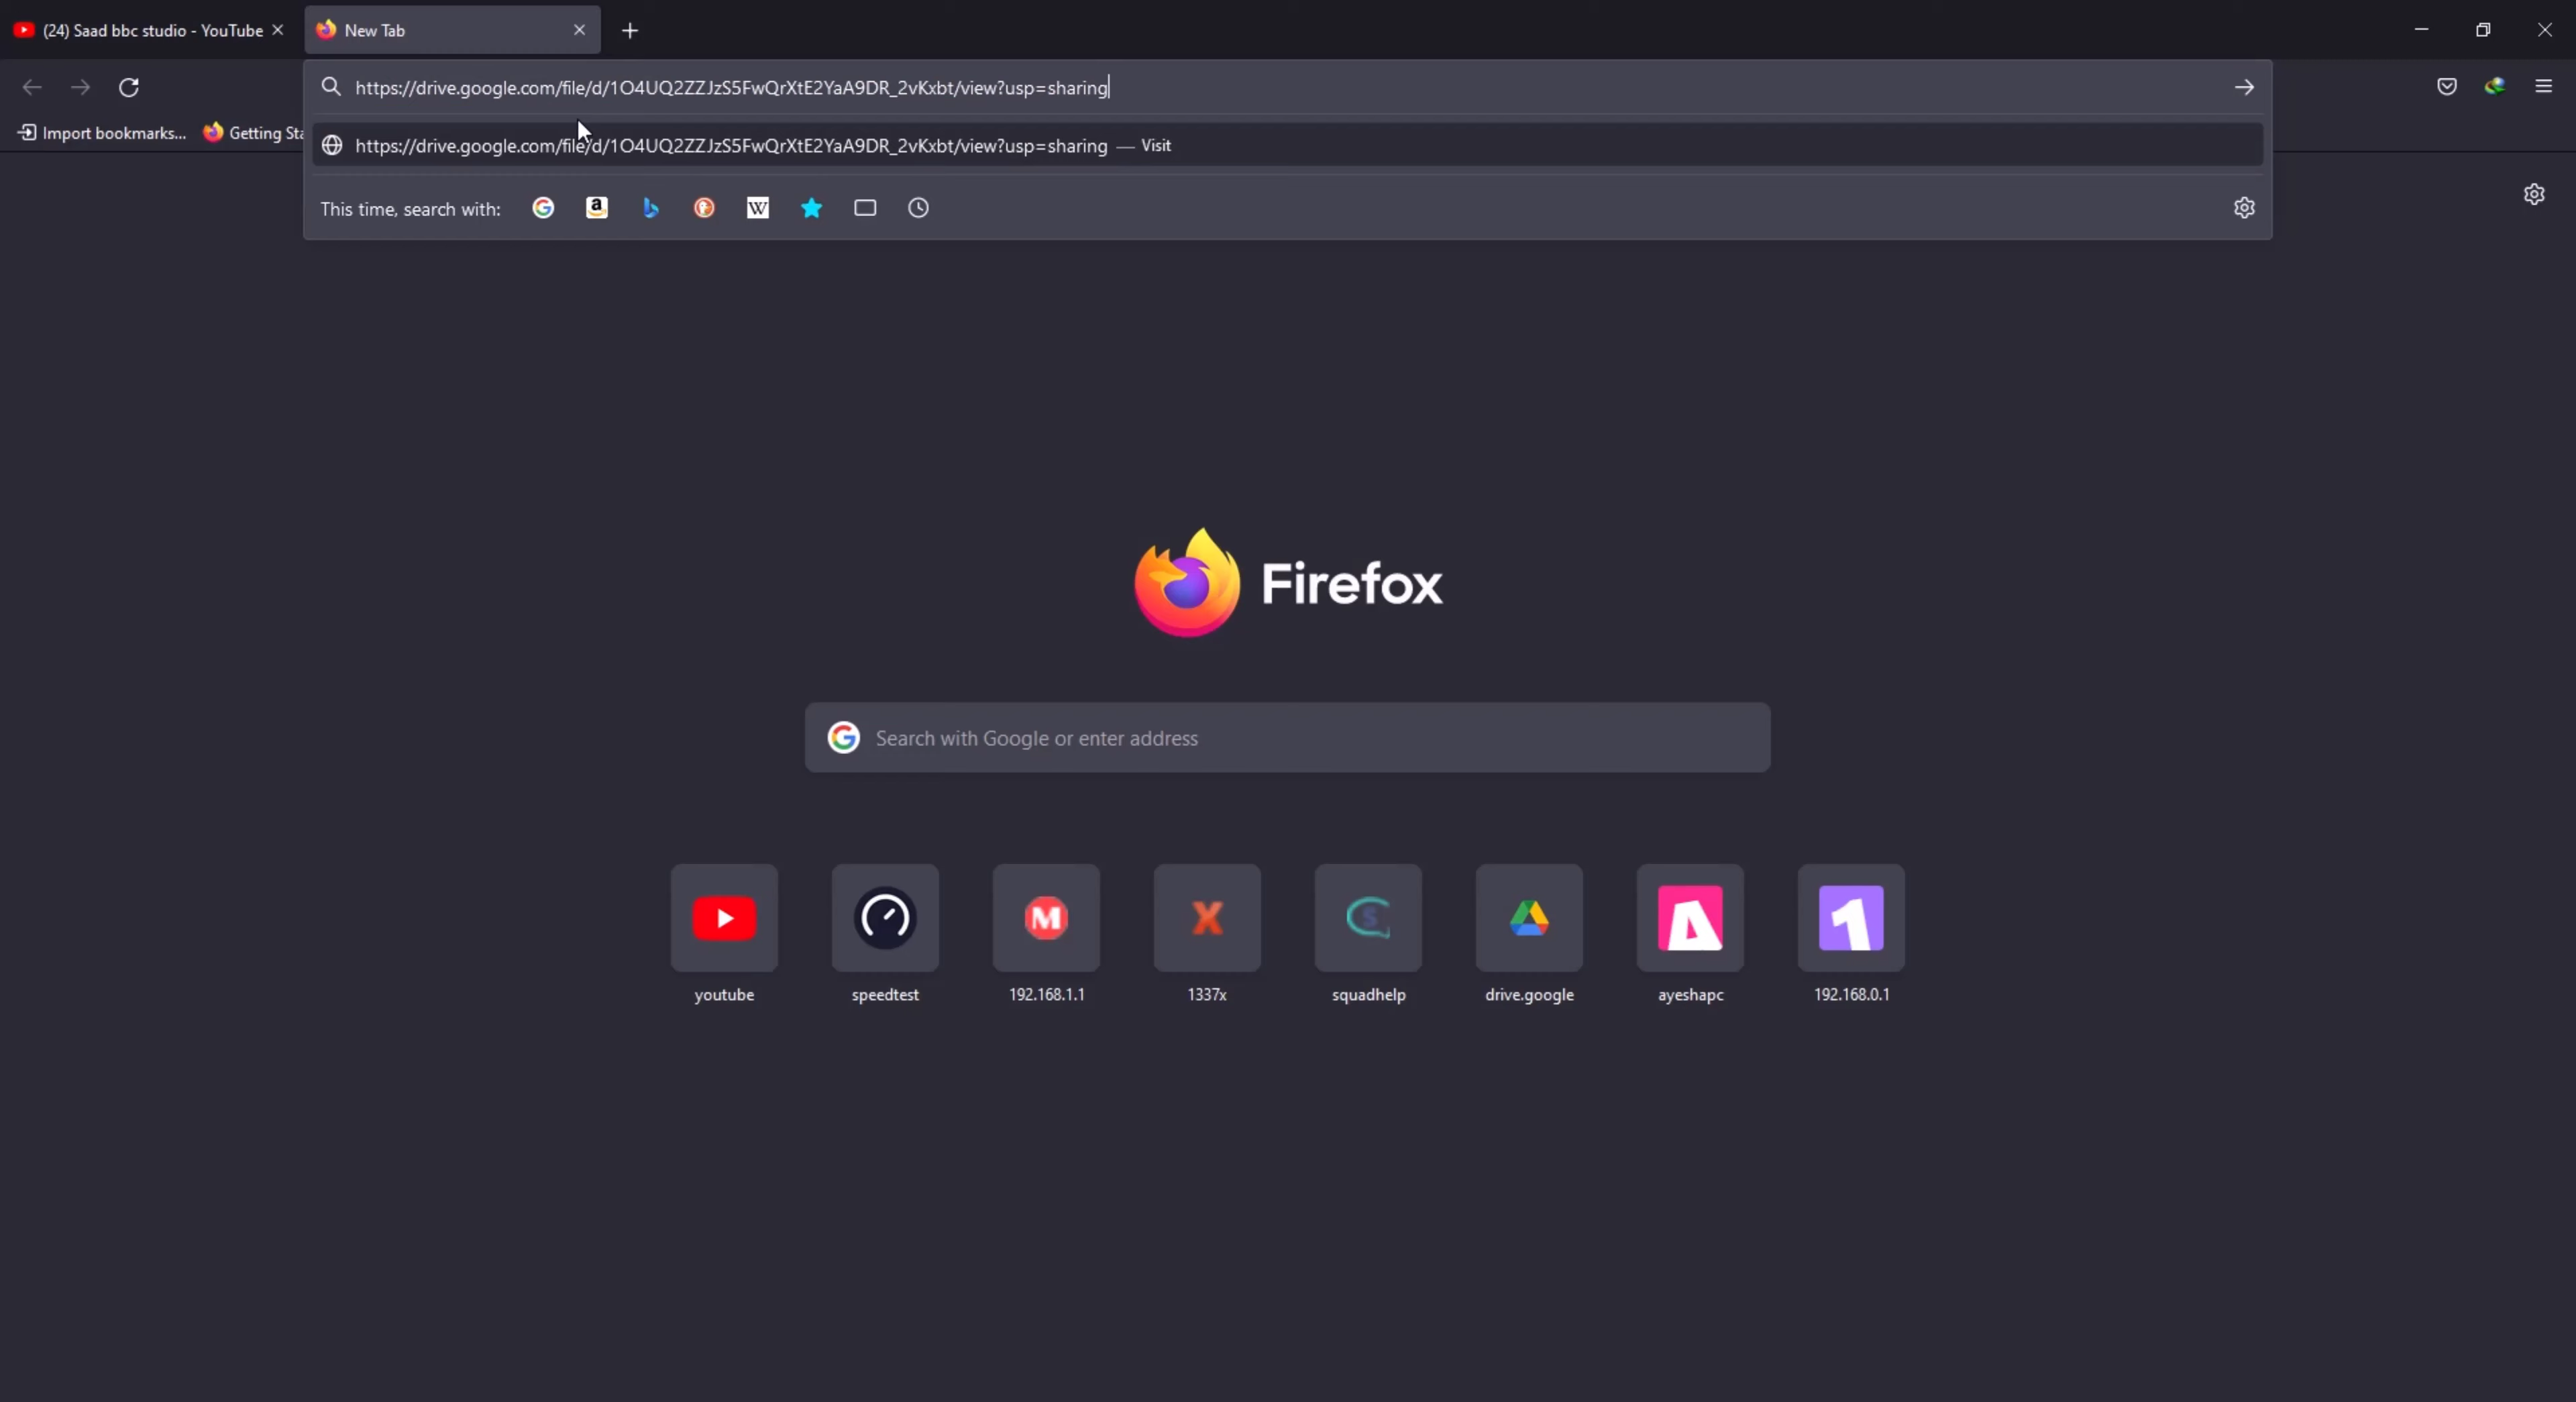 (24) Saad bbc studio - YouTube
New Tab
https://drive.google.com/file/d/1O4UQ2ZZJzS5FwQrXtE2YaA9DR_2vKxbt/view?usp=sharing
Import bookmarks...
Getting Sta
https://drive.google.com/file/d/1O4UQ2ZZJzS5FwQrXtE2YaA9DR_2vKxbt/view?usp=sharing — Visit
This time, search with:
Firefox
Search with Google or enter address
youtube
speedtest
192.168.1.1
1337x
squadhelp
drive.google
ayeshapc
192.168.0.1